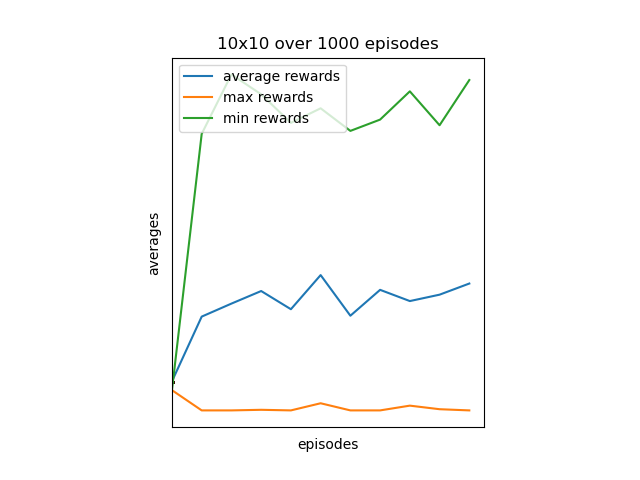 10x10 over 1000 episodes
average rewards
max rewards
min rewards
averages
episodes